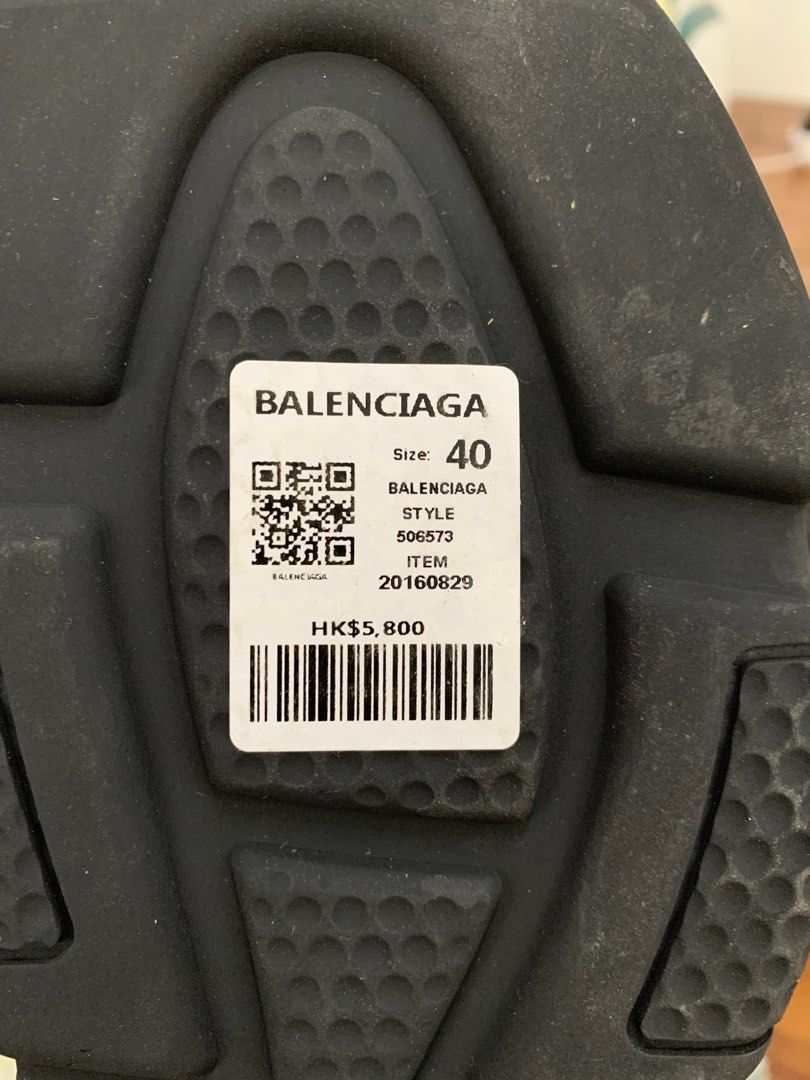 BALENCIAGA
Size: 40
BALENCIAGA
STYLE
506573
ITEM
20160829
BALENCIAGA
HK$5,800